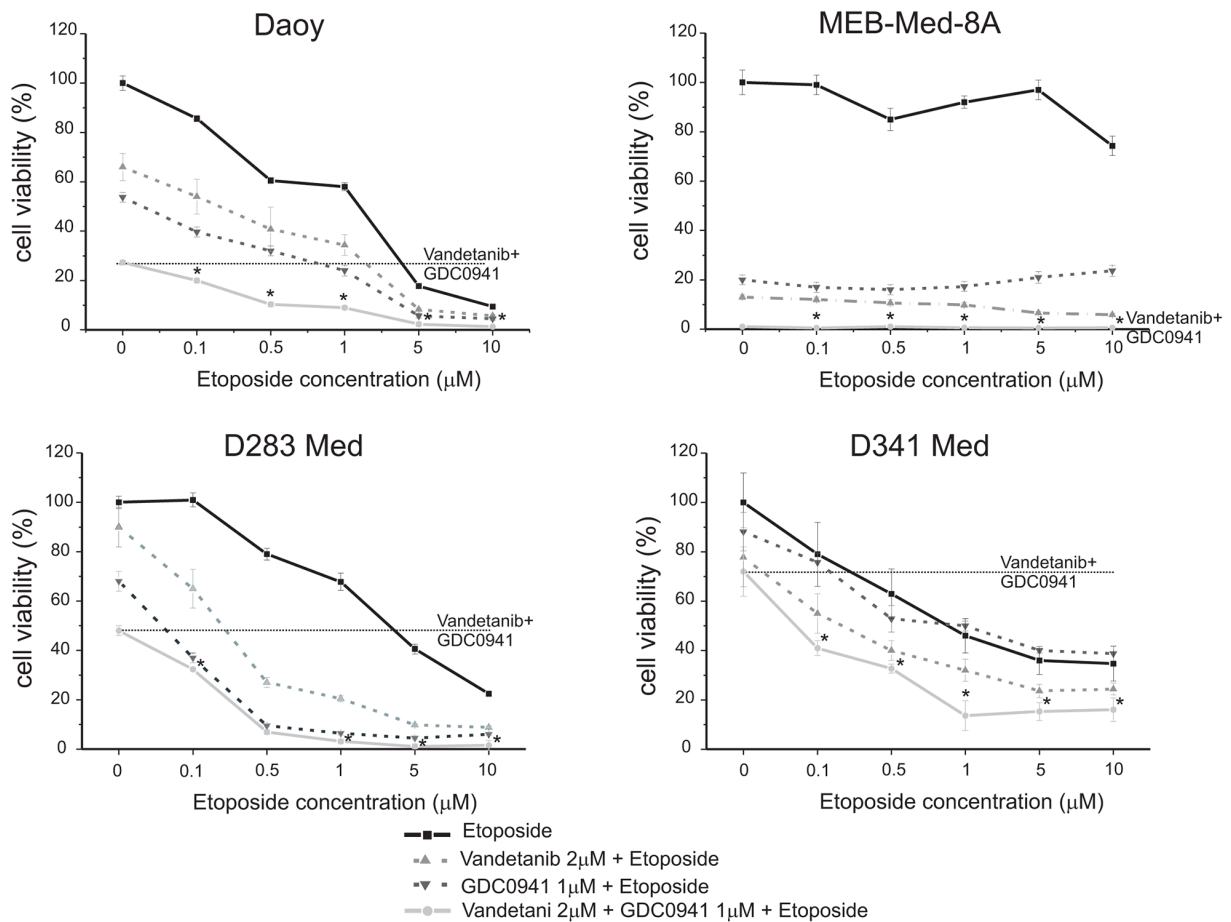 Daoy
120
100
80
60
40
20
0
cell viability (%)
Vandetanib+
GDC0941
*
*
*
*
*
0 0.1 0.5 1 5 10
Etoposide concentration (μM)
MEB-Med-8A
120
100
80
60
40
20
0
cell viability (%)
*
*
*
*
*
Vandetanib+
GDC0941
0 0.1 0.5 1 5 10
Etoposide concentration (μM)
D283 Med
120
100
80
60
40
20
0
cell viability (%)
Vandetanib+
GDC0941
*
*
*
*
0 0.1 0.5 1 5 10
Etoposide concentration (μM)
D341 Med
120
100
80
60
40
20
0
cell viability (%)
Vandetanib+
GDC0941
*
*
*
*
*
0 0.1 0.5 1 5 10
Etoposide concentration (μM)
Etoposide
Vandetanib 2μM + Etoposide
GDC0941 1μM + Etoposide
Vandetani 2μM + GDC0941 1μM + Etoposide